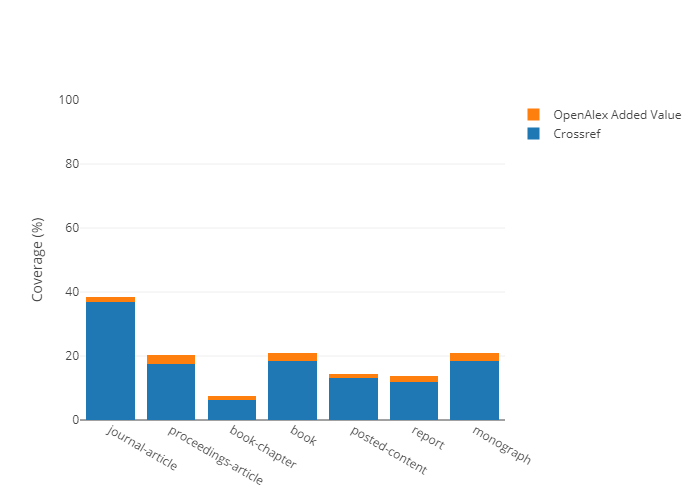 100
80
60
40
20
0
Coverage (%)
journal-article
proceedings-article
book-chapter
book
posted-content
report
monograph
OpenAlex Added Value
Crossref